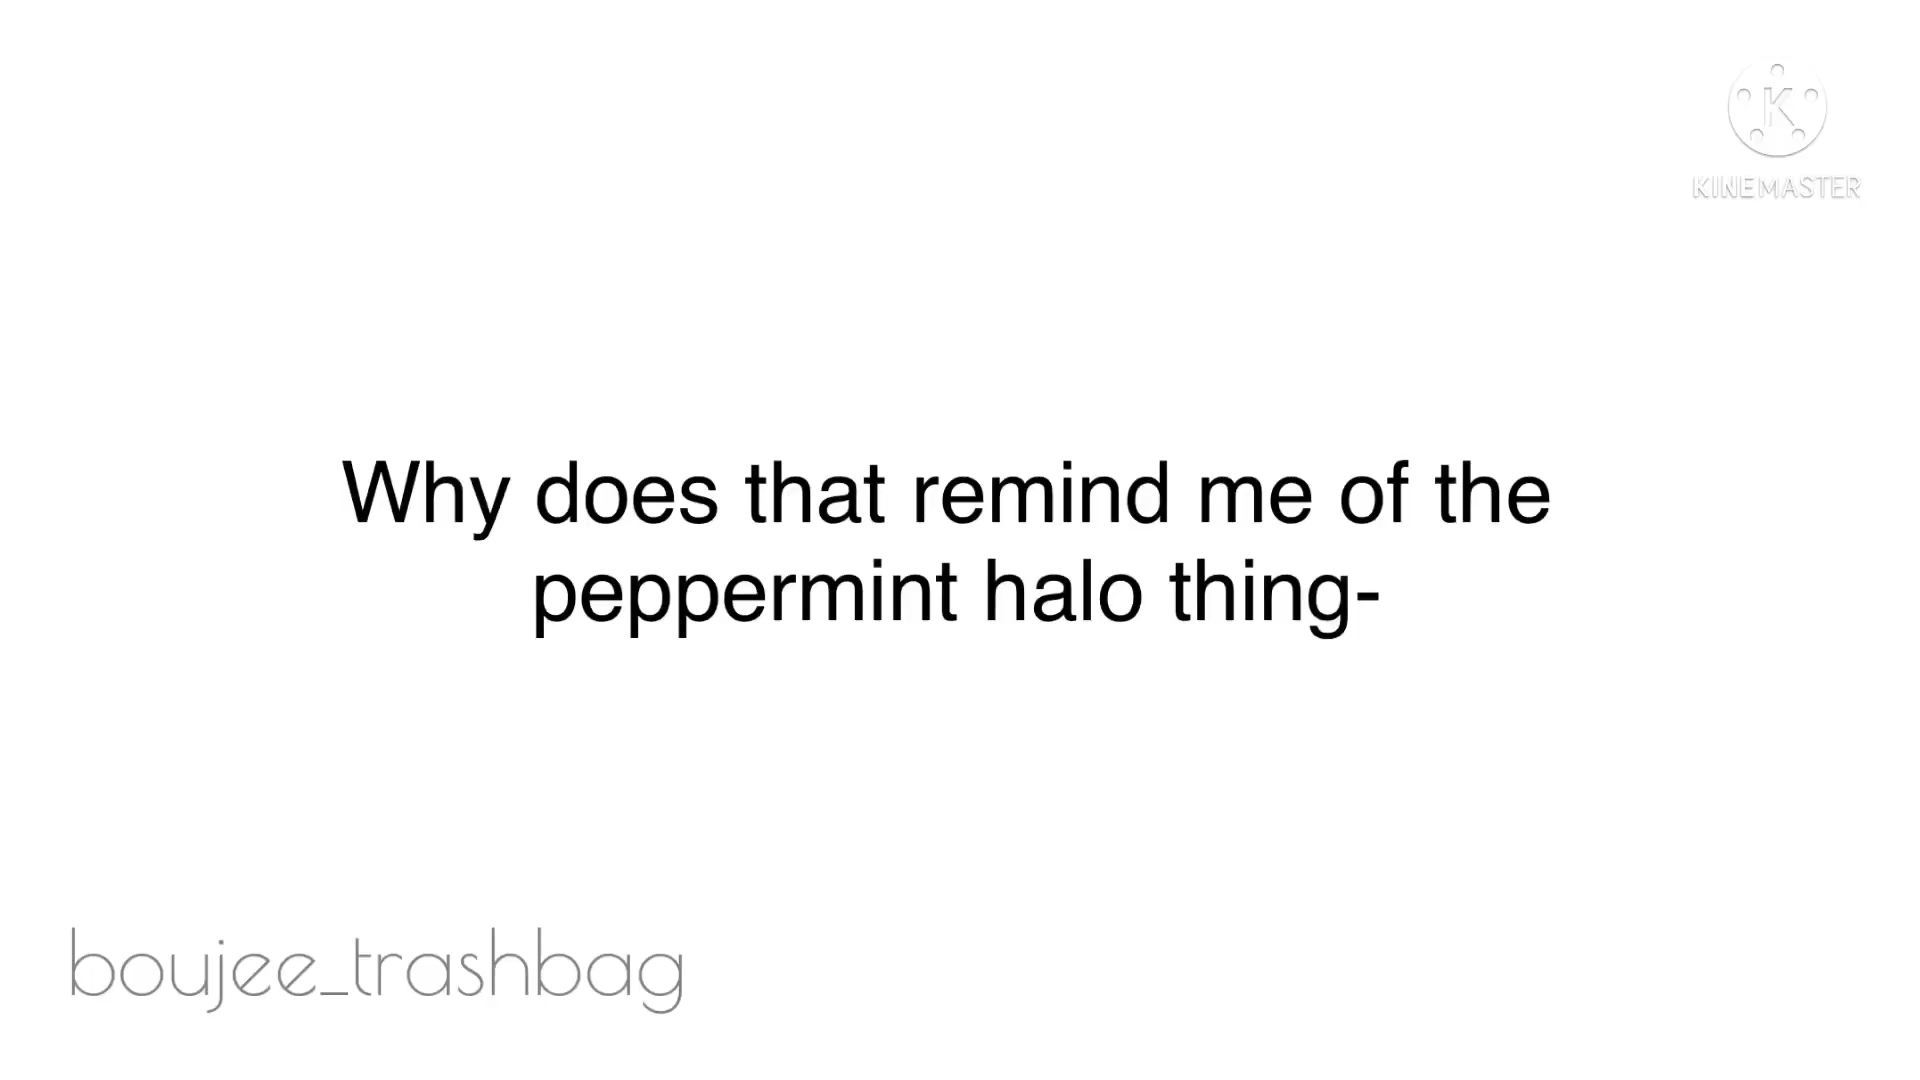 K
KINEMASTER
Why does that remind me of the
peppermint halo thing-
boujee_trashbag